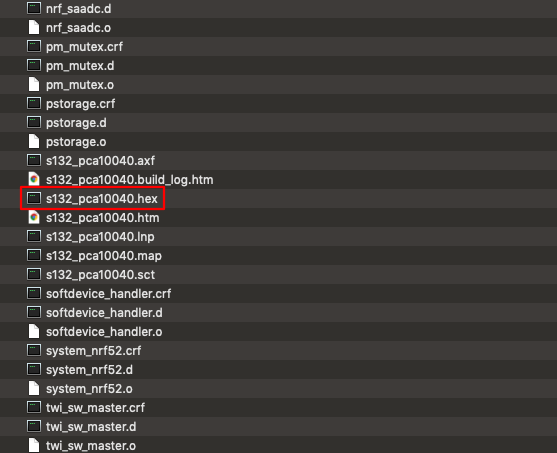 nrf_saadc.d
nrf_saadc.o
pm_mutex.crf
pm_mutex.d
pm_mutex.o
pstorage.crf
pstorage.d
pstorage.o
s132_pca10040.axf
s132_pca10040.build_log.htm
s132_pca10040.hex
s132_pca10040.htm
s132_pca10040.lnp
s132_pca10040.map
s132_pca10040.sct
softdevice_handler.crf
softdevice_handler.d
softdevice_handler.o
system_nrf52.crf
system_nrf52.d
system_nrf52.o
twi_sw_master.crf
twi_sw_master.d
twi_sw_master.o